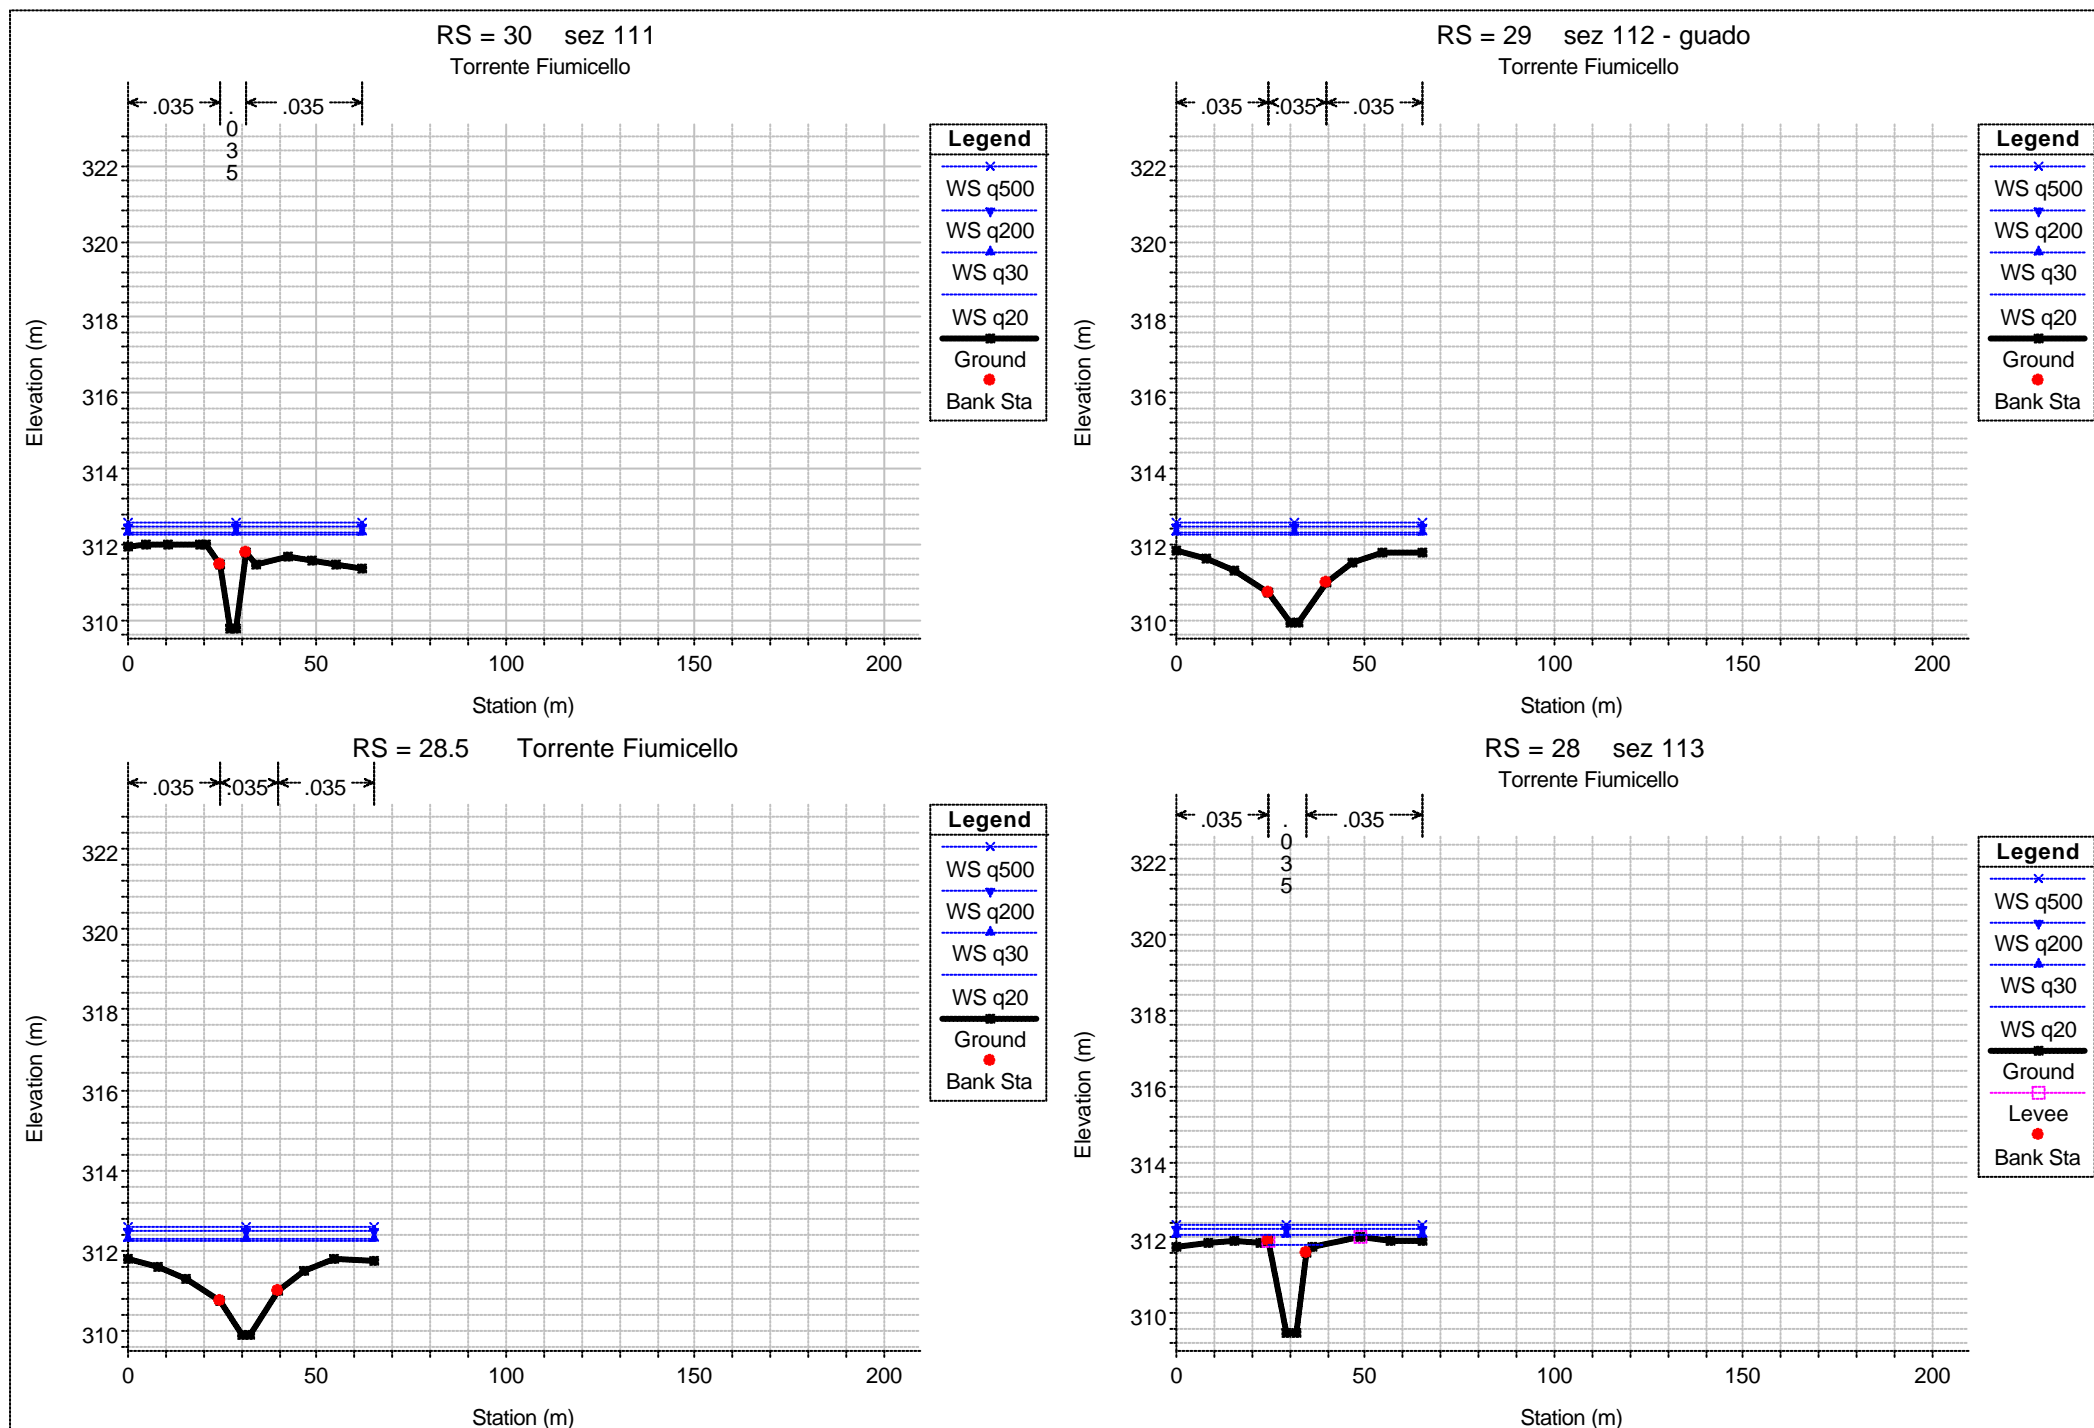 RS = 30 sez 111
Torrente Fiumicello
.035
.035
.035
Legend
WS q500
WS q200
WS q30
WS q20
Ground
Bank Sta
322
320
318
316
314
312
310
0
50
100
150
200
Elevation (m)
Station (m)
RS = 29 sez 112 - guado
Torrente Fiumicello
.035
.035
.035
Legend
WS q500
WS q200
WS q30
WS q20
Ground
Bank Sta
322
320
318
316
314
312
310
0
50
100
150
200
Elevation (m)
Station (m)
RS = 28.5 Torrente Fiumicello
.035
.035
.035
Legend
WS q500
WS q200
WS q30
WS q20
Ground
Bank Sta
322
320
318
316
314
312
310
0
50
100
150
200
Elevation (m)
Station (m)
RS = 28 sez 113
Torrente Fiumicello
.035
.035
.035
Legend
WS q500
WS q200
WS q30
WS q20
Ground
Levee
Bank Sta
322
320
318
316
314
312
310
0
50
100
150
200
Elevation (m)
Station (m)